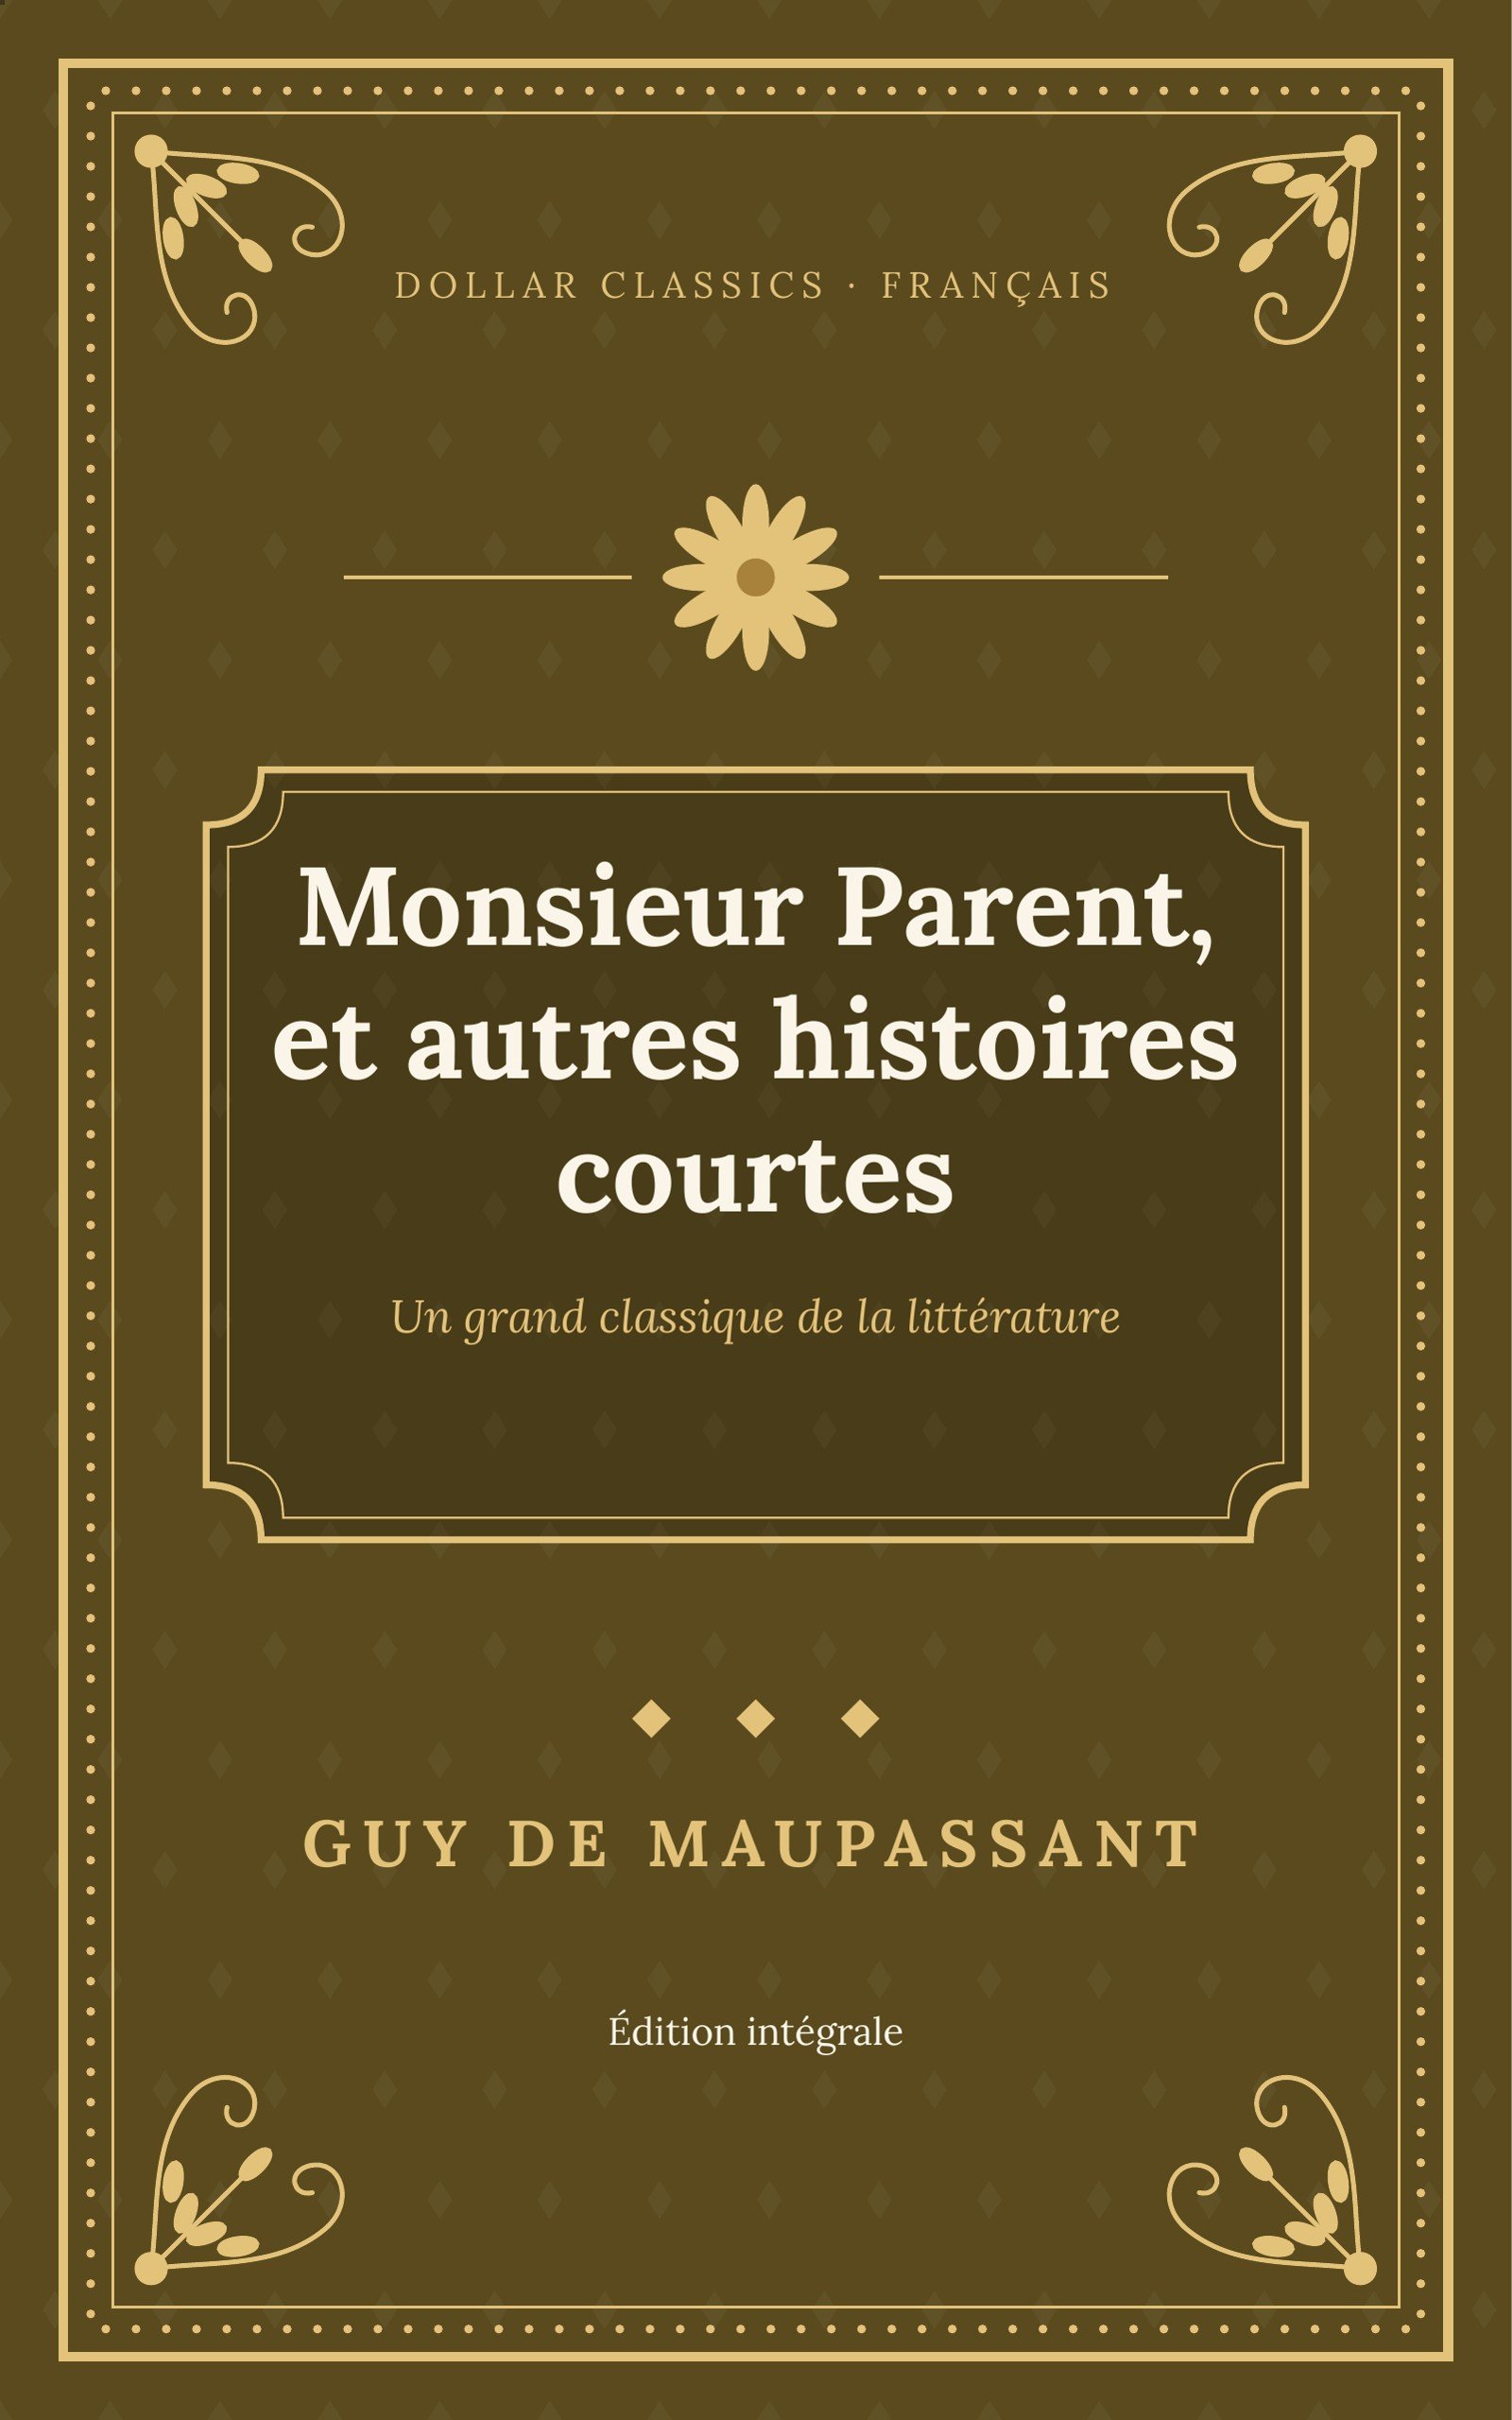 DOLLAR CLASSICS · FRANÇAIS
Monsieur Parent,
et autres histoires
courtes
Un grand classique de la littérature
GUY DE MAUPASSANT
Édition intégrale